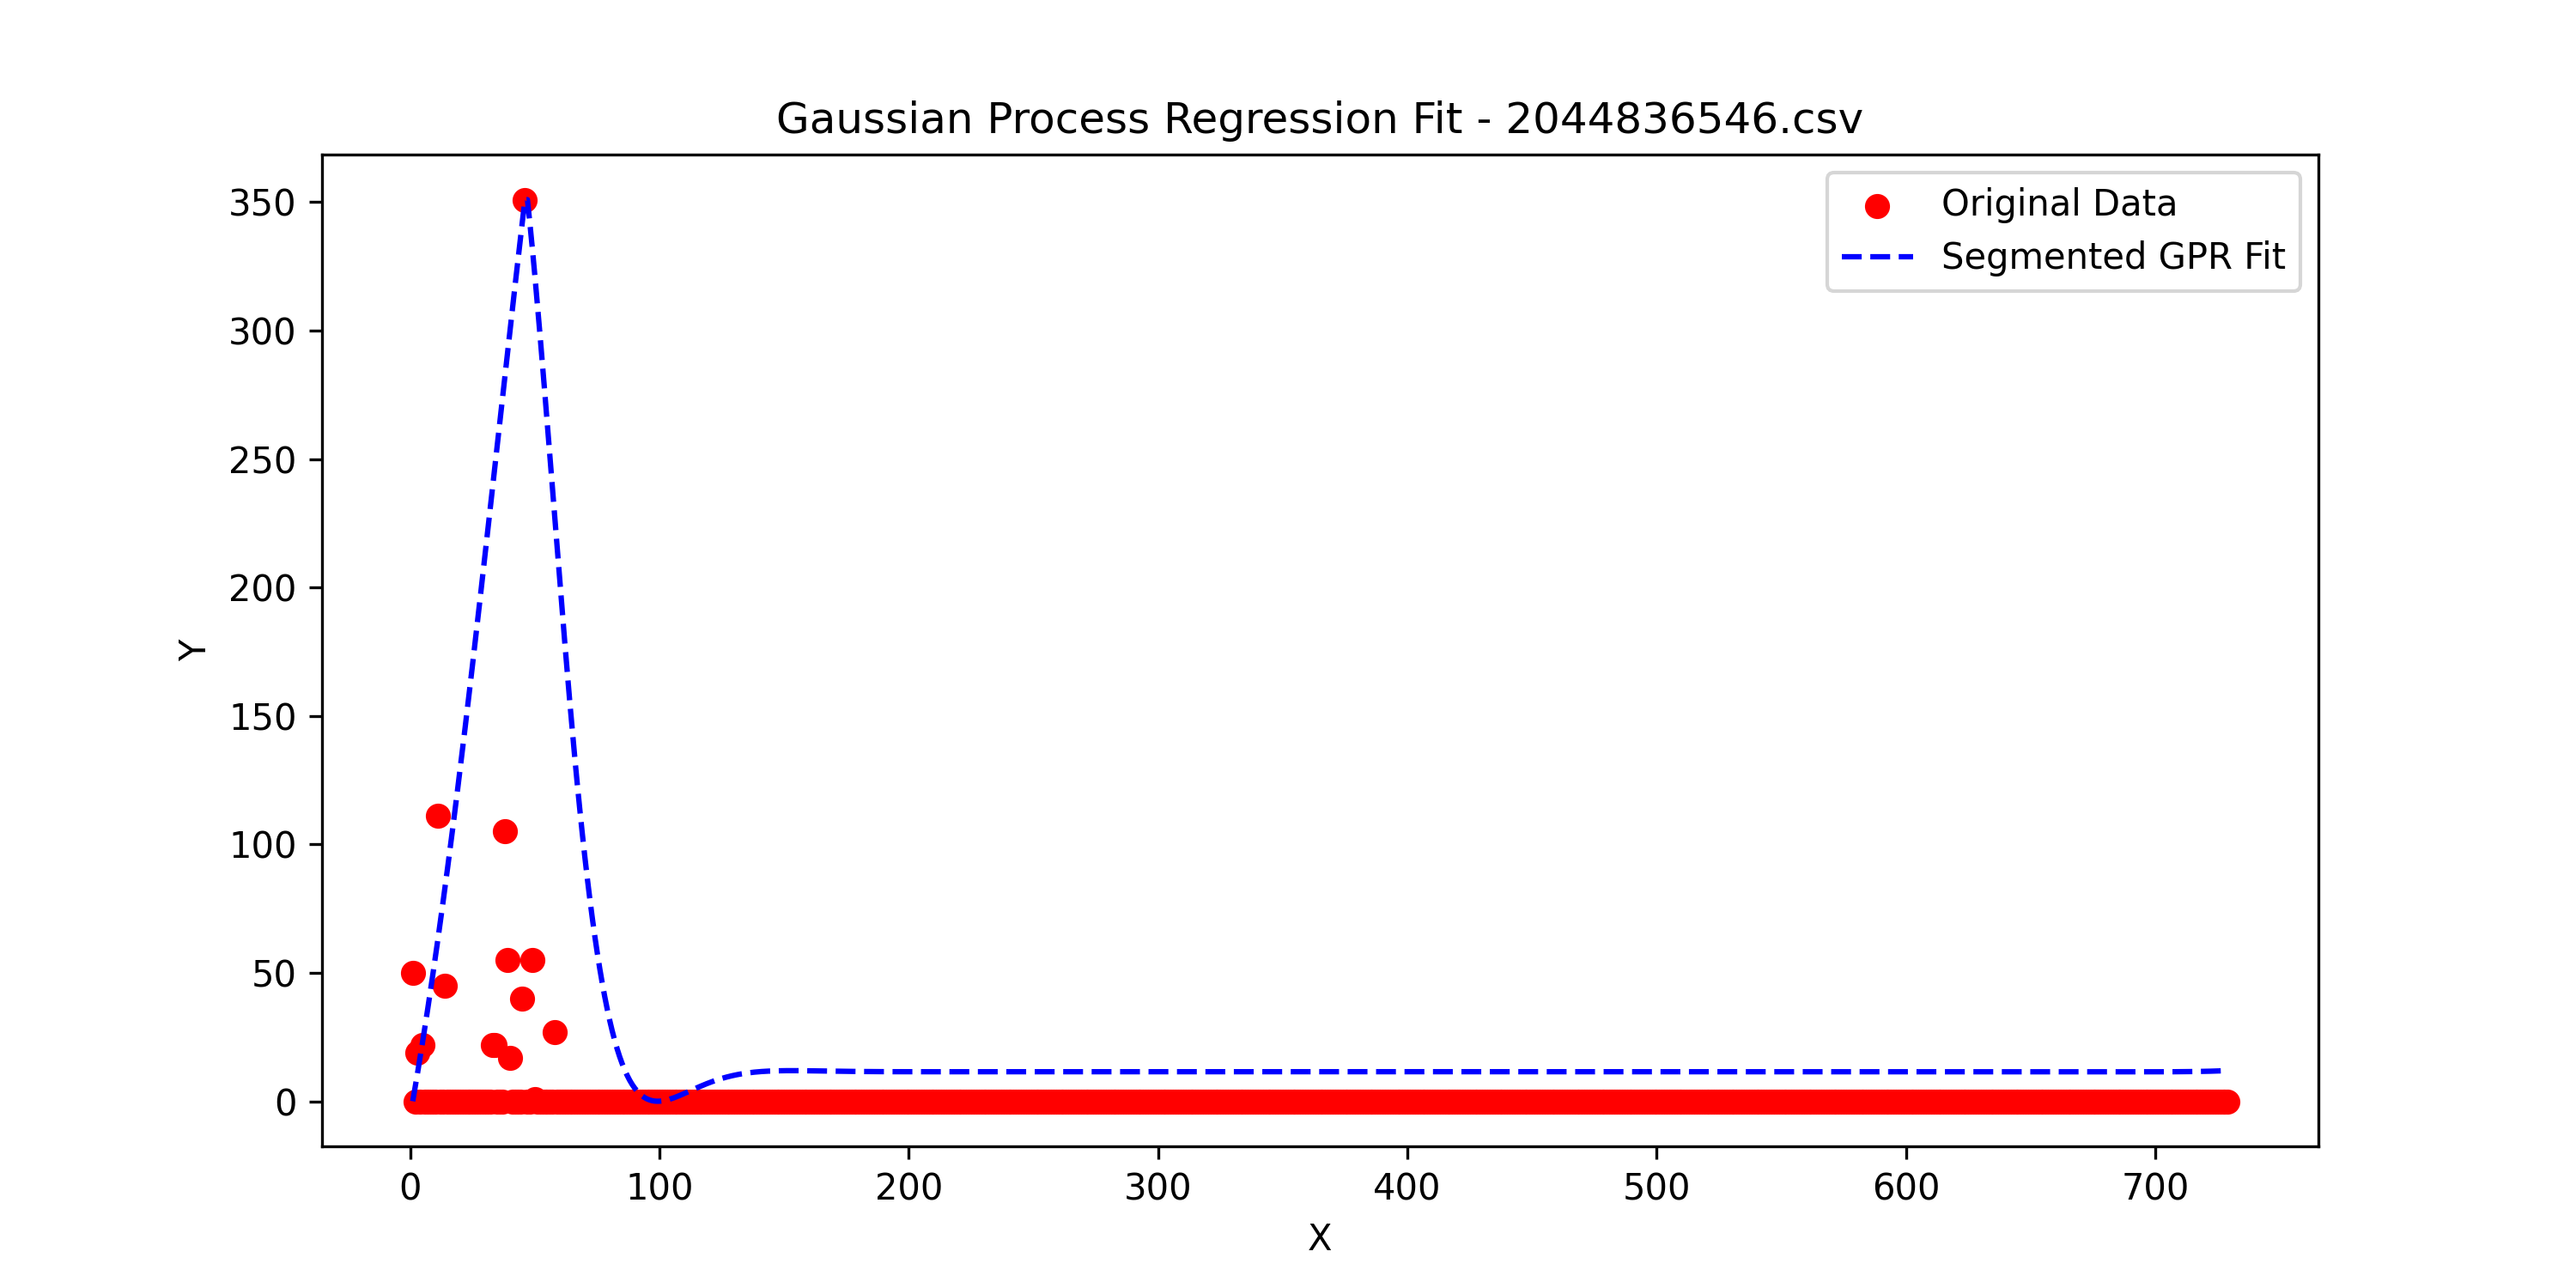 Gaussian Process Regression Fit - 2044836546.csv
Original Data
Segmented GPR Fit
350
300
250
200
150
100
50
0
Y
0 100 200 300 400 500 600 700
X